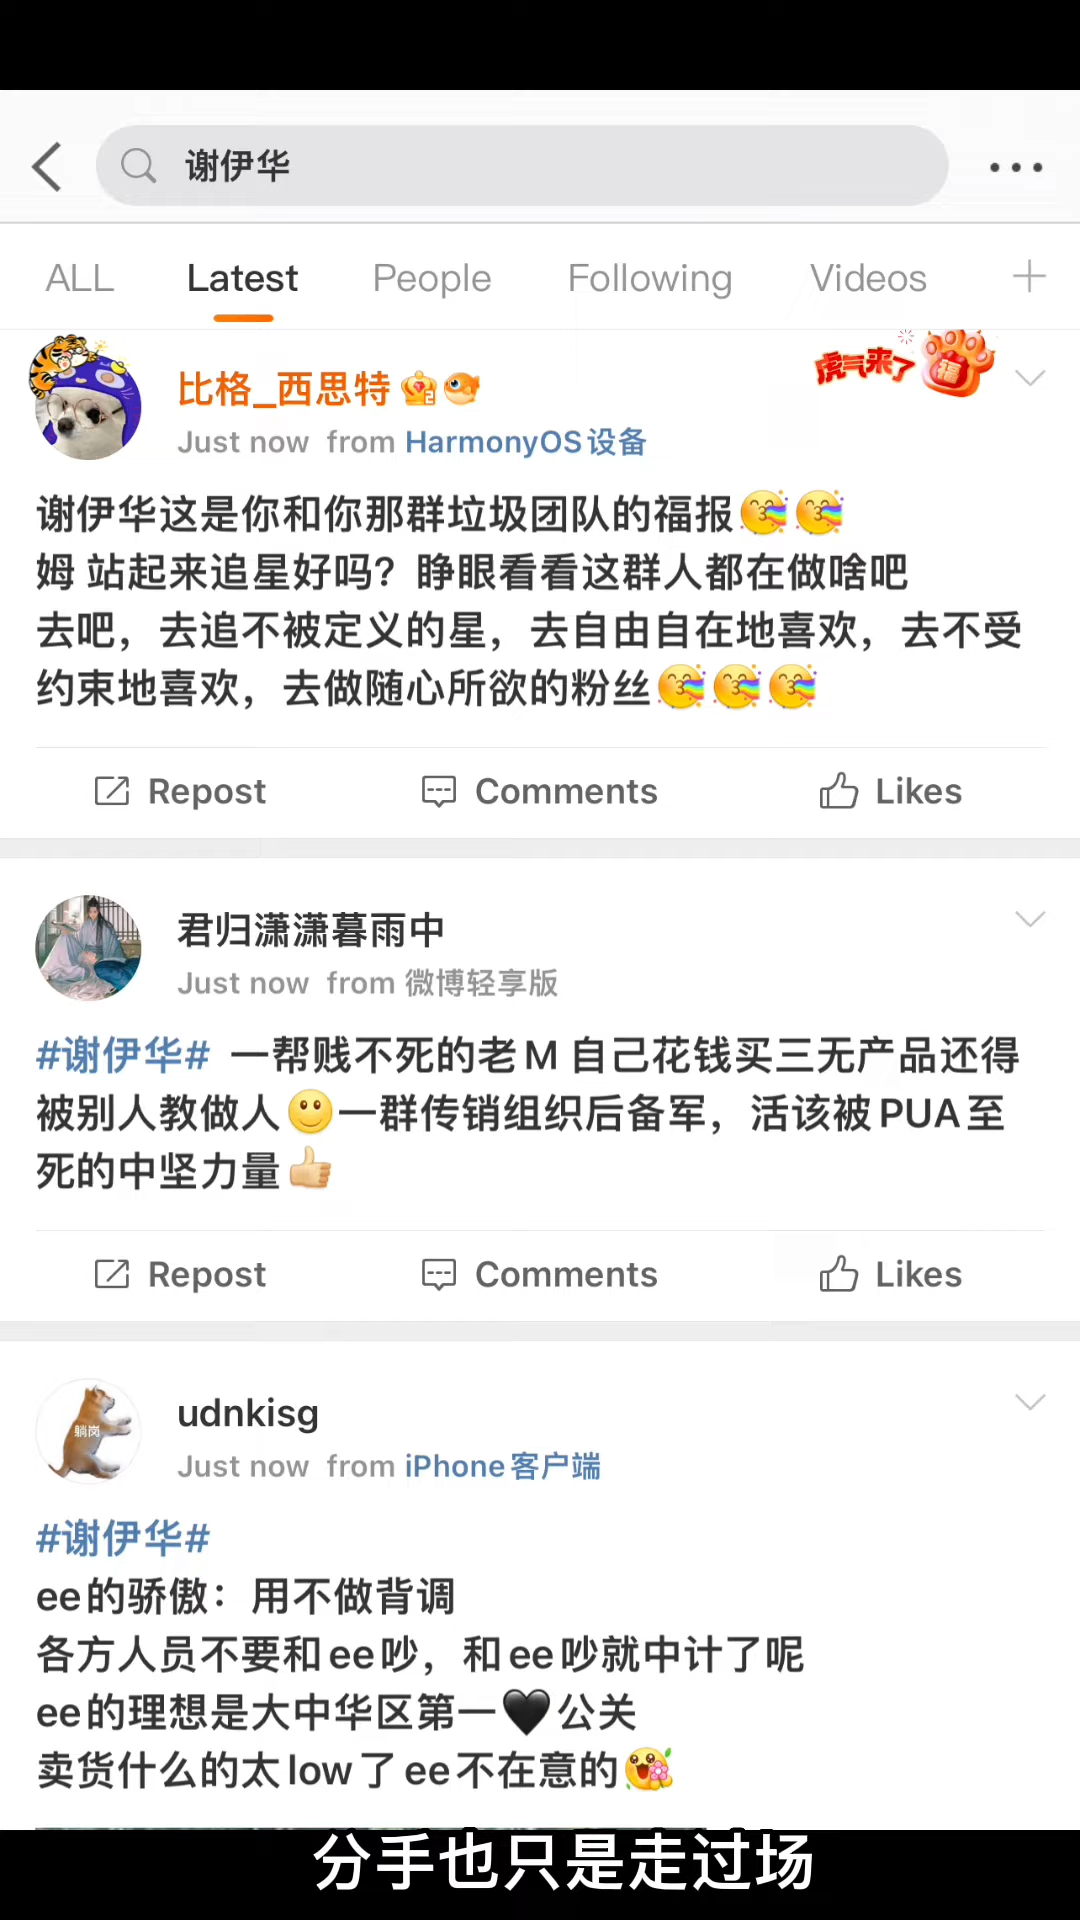 谢伊华
ALL Latest People Following Videos
虎气来了 福
比格_西思特
Just now from HarmonyOS设备
谢伊华这是你和你那群垃圾团队的福报
姆 站起来追星好吗？睁眼看看这群人都在做啥吧
去吧，去追不被定义的星，去自由自在地喜欢，去不受
约束地喜欢，去做随心所欲的粉丝
Repost Comments Likes
君归潇潇暮雨中
Just now from 微博轻享版
#谢伊华# 一帮贱不死的老M 自己花钱买三无产品还得
被别人教做人一群传销组织后备军，活该被PUA至
死的中坚力量
Repost Comments Likes
躺岗
udnkisg
Just now from iPhone客户端
#谢伊华#
ee的骄傲：用不做背调
各方人员不要和ee吵，和ee吵就中计了呢
ee的理想是大中华区第一🖤公关
卖货什么的太low了ee不在意的
分手也只是走过场